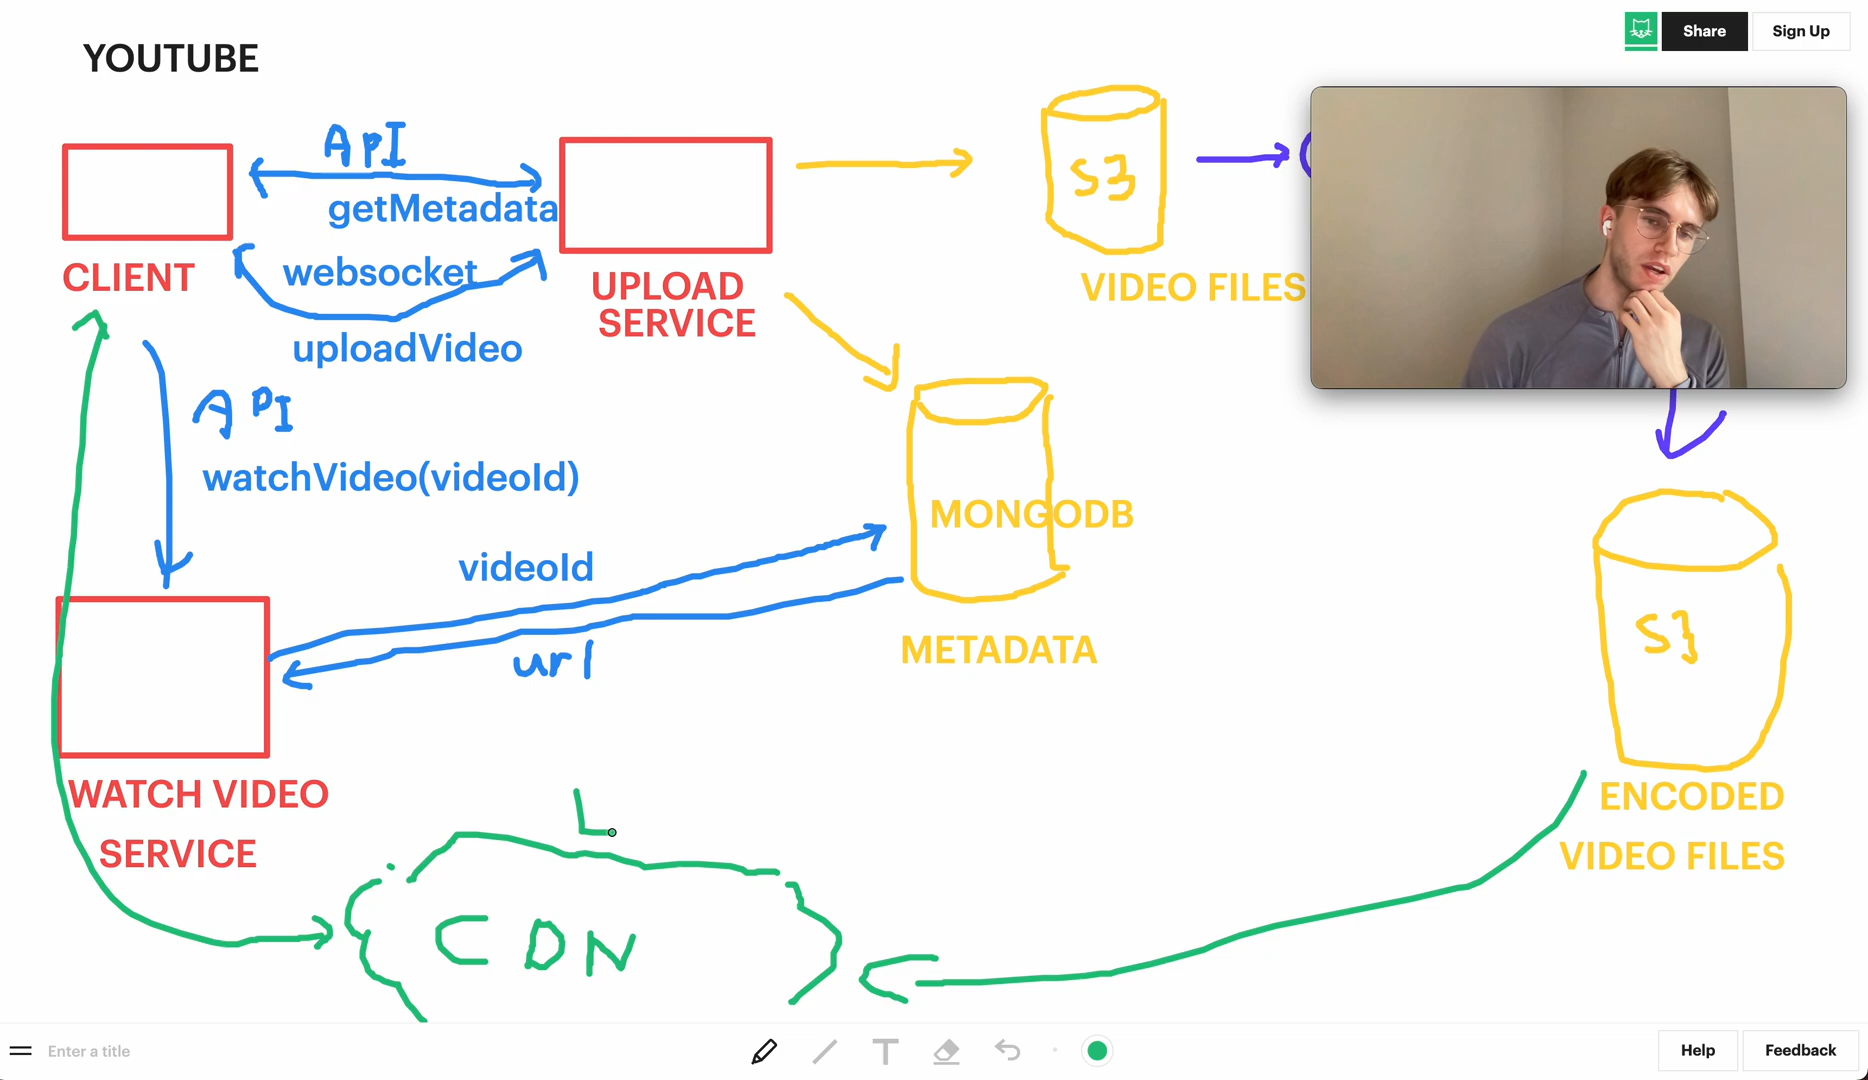 YOUTUBE
Share
Sign Up
API
getMetadata
S3
CLIENT
websocket
UPLOAD
SERVICE
VIDEO FILES
uploadVideo
API
watchVideo(videoId)
MONGODB
videoId
url
METADATA
S3
WATCH VIDEO
SERVICE
ENCODED
VIDEO FILES
L
CDN
Enter a title
T
Help
Feedback